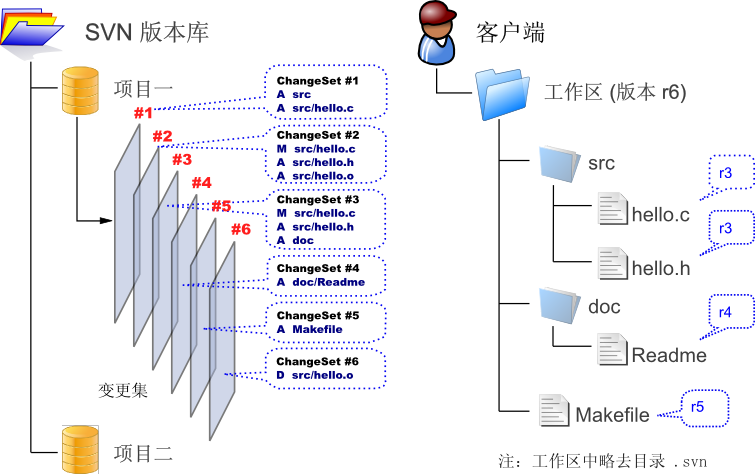 SVN 版本库
项目一
#1
#2
#3
#4
#5
#6
ChangeSet #1
A src
A src/hello.c
ChangeSet #2
M src/hello.c
A src/hello.h
A src/hello.o
ChangeSet #3
M src/hello.c
A src/hello.h
A doc
ChangeSet #4
A doc/Readme
ChangeSet #5
A Makefile
ChangeSet #6
D src/hello.o
变更集
项目二
客户端
工作区 (版本 r6)
src
r3
hello.c
r3
hello.h
doc
r4
Readme
r5
Makefile
注: 工作区中略去目录 .svn